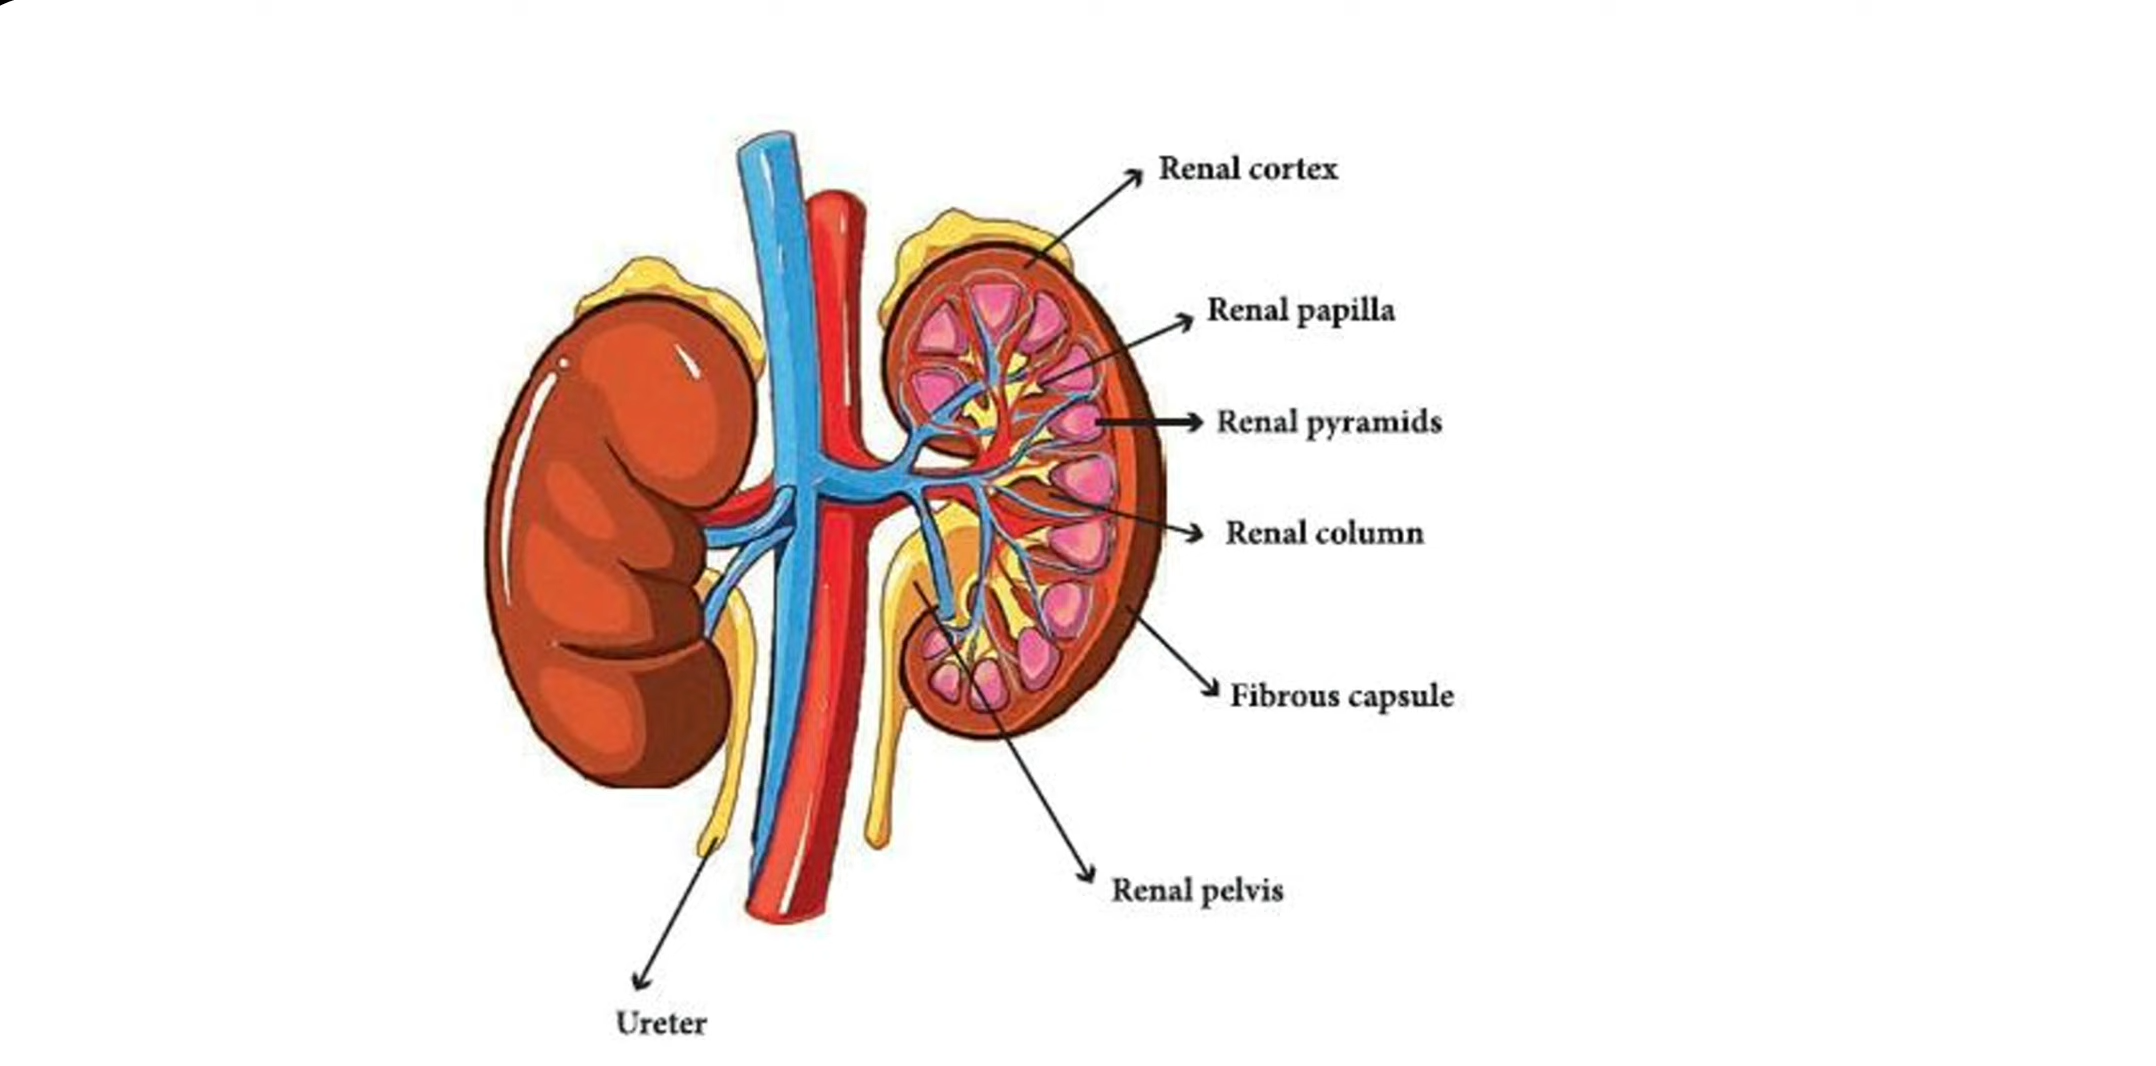 Renal cortex
Renal papilla
Renal pyramids
Renal column
Fibrous capsule
Renal pelvis
Ureter